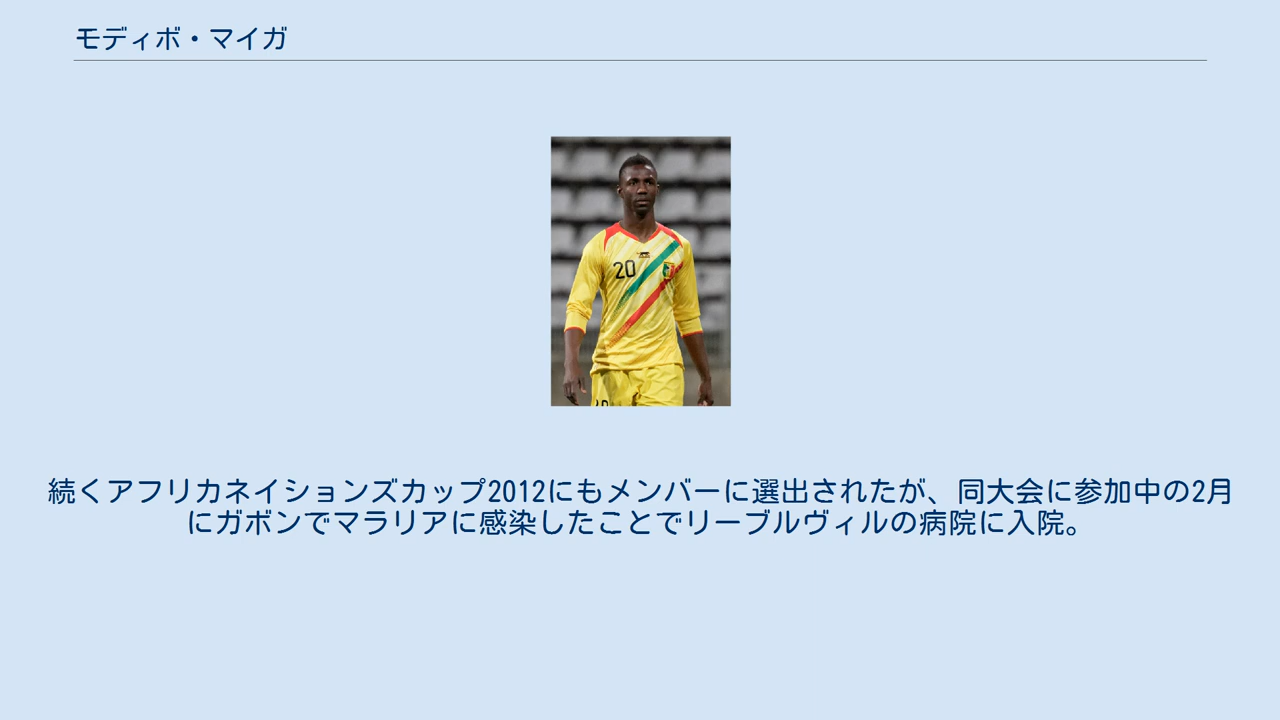 モディボ・マイガ
20
続くアフリカネイションズカップ2012にもメンバーに選出されたが、同大会に参加中の2月
にガボンでマラリアに感染したことでリーブルヴィルの病院に入院。